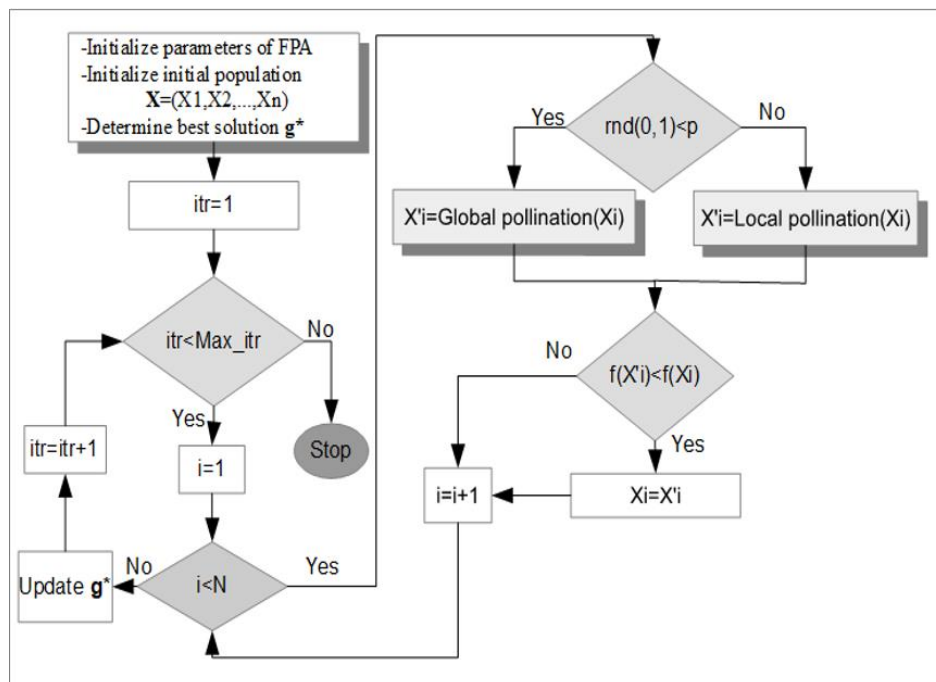 -Initialize parameters of FPA
-Initialize initial population
X=(X1,X2,...,Xn)
-Determine best solution g*
itr=1
itr<Max_itr
No
Yes
Stop
i=1
itr=itr+1
Update g*
No
i<N
Yes
rnd(0,1)<p
Yes
No
X'i=Global pollination(Xi)
X'i=Local pollination(Xi)
f(X'i)<f(Xi)
No
Yes
i=i+1
Xi=X'i